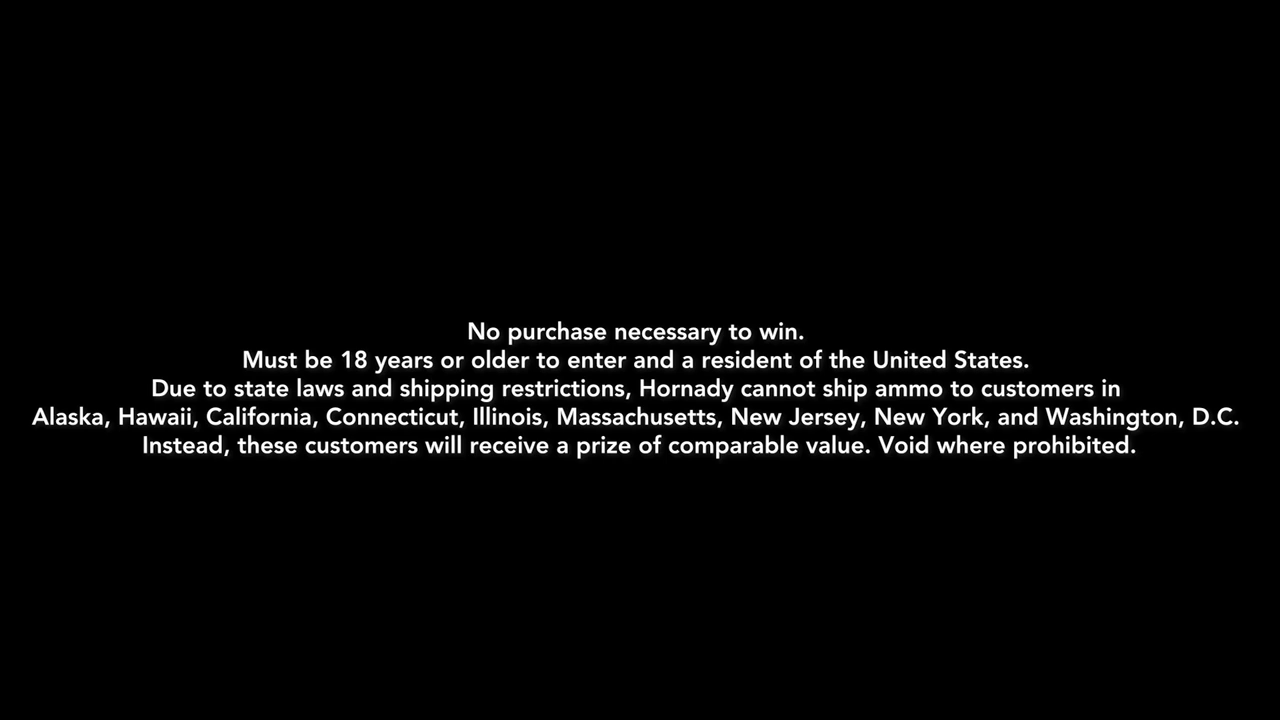 No purchase necessary to win.
Must be 18 years or older to enter and a resident of the United States.
Due to state laws and shipping restrictions, Hornady cannot ship ammo to customers in
Alaska, Hawaii, California, Connecticut, Illinois, Massachusetts, New Jersey, New York, and Washington, D.C.
Instead, these customers will receive a prize of comparable value. Void where prohibited.